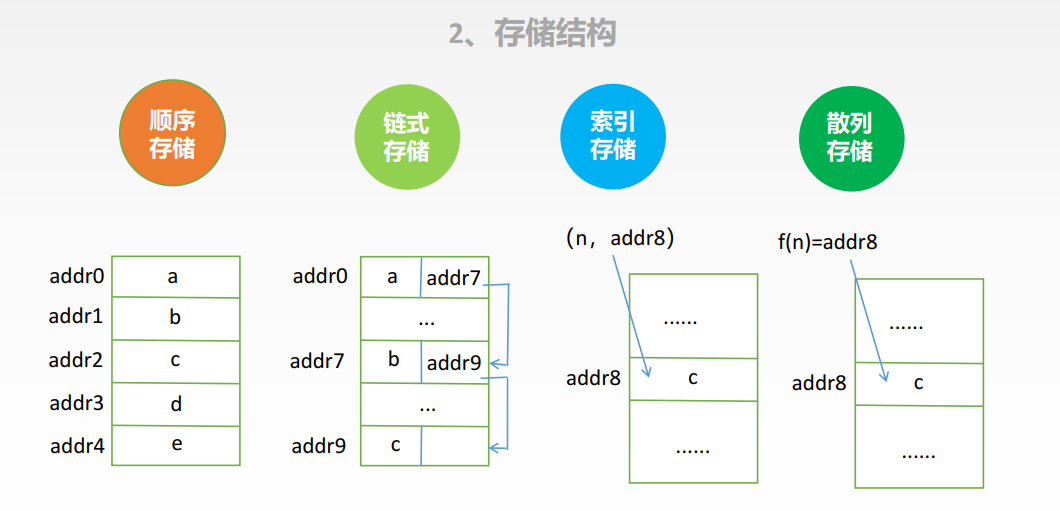 2、存储结构
顺序
存储
链式
存储
索引
存储
散列
存储
addr0 a
addr1 b
addr2 c
addr3 d
addr4 e
addr0 a addr7
...
addr7 b addr9
...
addr9 c
（n，addr8）
......
addr8 c
......
f(n)=addr8
......
addr8 c
......